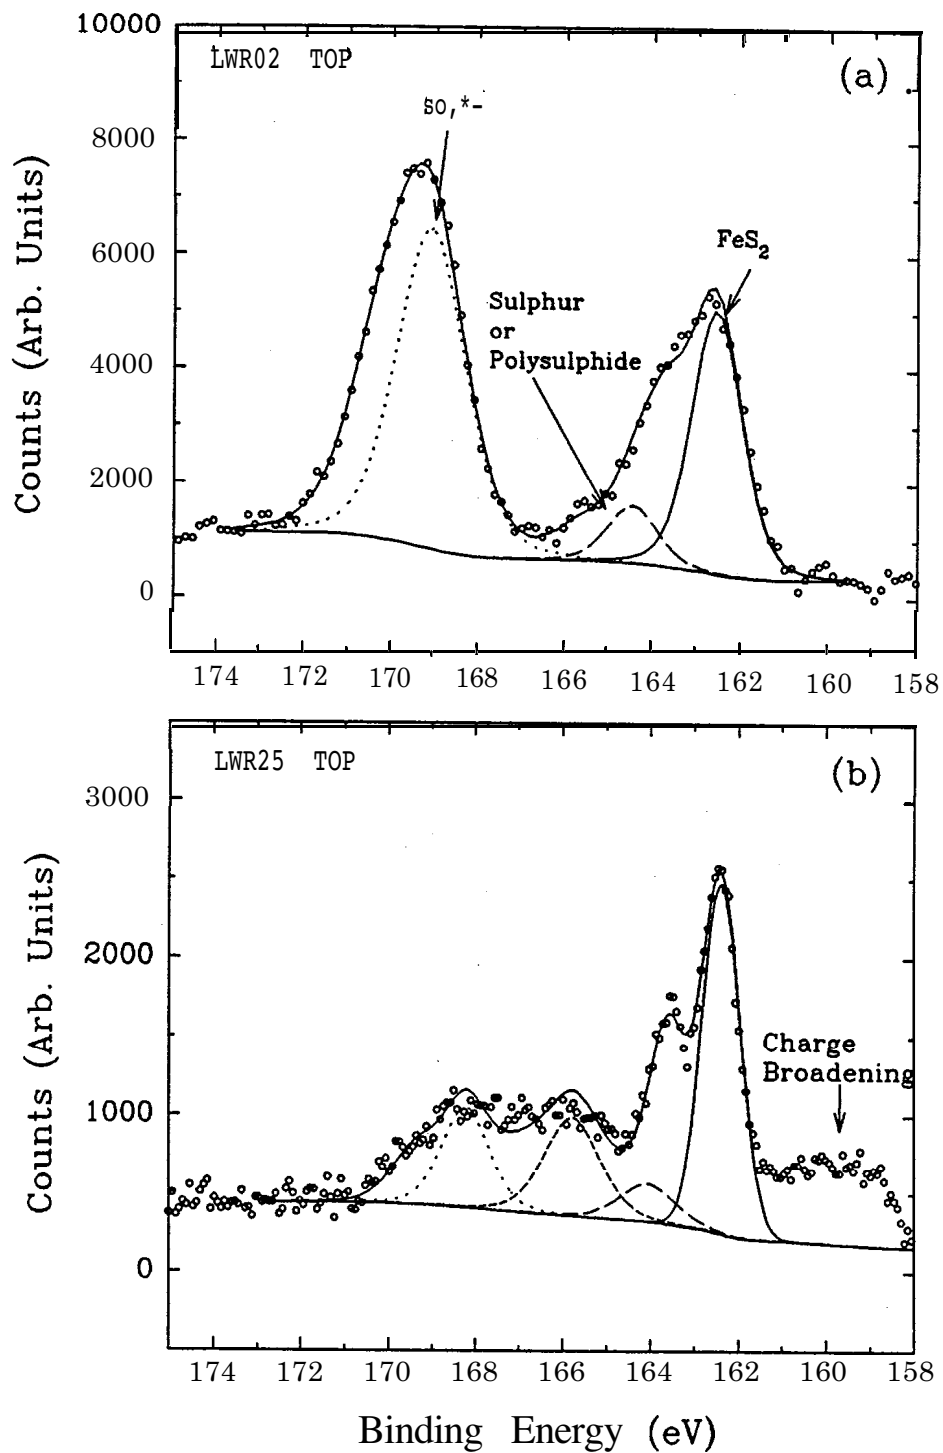 10000
LWR02 TOP
(a)
so,*-
8000
FeS2
6000
Sulphur
or
Polysulphide
4000
2000
0
Counts (Arb. Units)
174 172 170 168 166 164 162 160 158
LWR25 TOP
(b)
3000
2000
Charge
Broadening
1000
0
Counts (Arb. Units)
174 172 170 168 166 164 162 160 158
Binding Energy (eV)